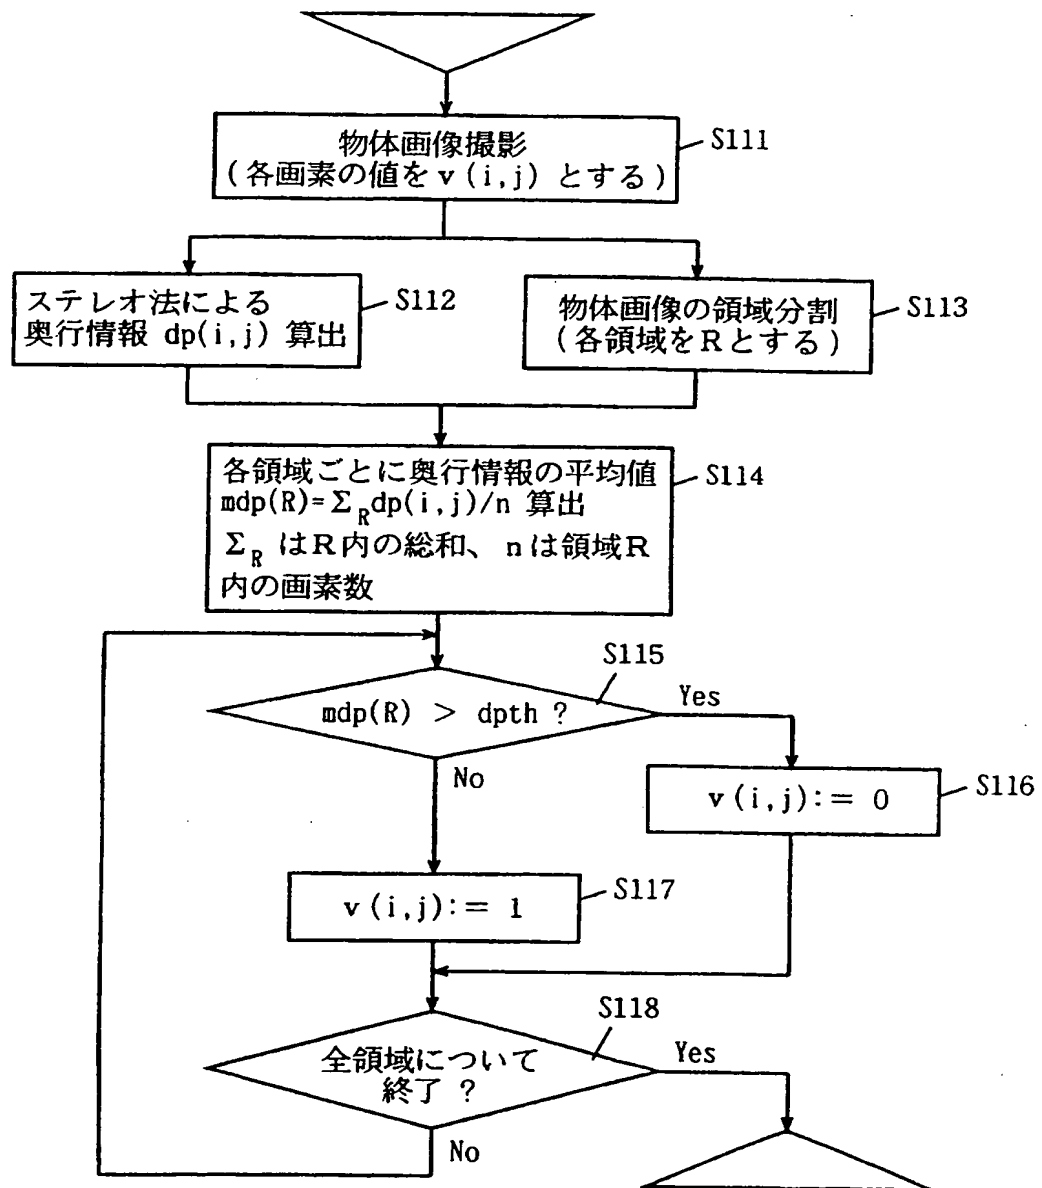 物体画像撮影
(各画素の値をv(i,j)とする)
S111
ステレオ法による
奥行情報 dp(i,j) 算出
S112
物体画像の領域分割
(各領域をRとする)
S113
各領域ごとに奥行情報の平均値
mdp(R)=Σ_R dp(i,j)/n 算出
Σ_R はR内の総和、nは領域R
内の画素数
S114
S115
mdp(R) > dpth ?
Yes
No
v(i,j):= 0
S116
v(i,j):= 1
S117
S118
全領域について
終了 ?
Yes
No